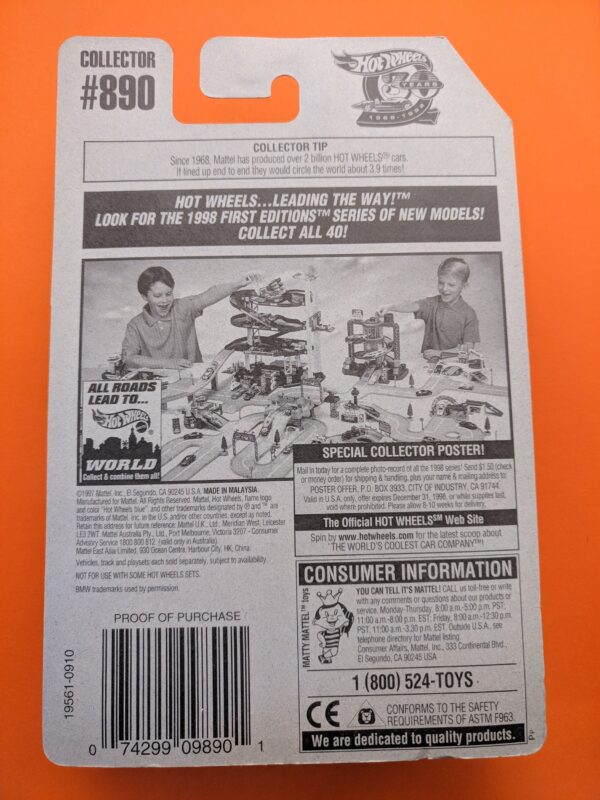 COLLECTOR
#890
Hot Wheels
30 YEARS
1968-1998
COLLECTOR TIP
Since 1968, Mattel has produced over 2 billion HOT WHEELS® cars.
If lined up end to end they would circle the world about 3.9 times!
HOT WHEELS...LEADING THE WAY!™
LOOK FOR THE 1998 FIRST EDITIONS™ SERIES OF NEW MODELS!
COLLECT ALL 40!
ALL ROADS
LEAD TO...
Hot Wheels
WORLD
Collect & combine them all!
SPECIAL COLLECTOR POSTER!
Mail in today for a complete photo-record of all the 1998 series! Send $1.50 (check
or money order) for shipping & handling, plus your name & mailing address to:
POSTER OFFER, P.O. BOX 3933, CITY OF INDUSTRY, CA 91744.
Valid in U.S.A. only, offer expires December 31, 1998, or while supplies last,
void where prohibited. Please allow 8-10 weeks for delivery.
The Official HOT WHEELS℠ Web Site
Spin by www.hotwheels.com for the latest scoop about
"THE WORLD'S COOLEST CAR COMPANY"!
©1997 Mattel, Inc., El Segundo, CA 90245 U.S.A. MADE IN MALAYSIA.
Manufactured for Mattel. All Rights Reserved. Mattel, Hot Wheels, flame logo
and color "Hot Wheels blue", and other trademarks designated by ® and ™ are
trademarks of Mattel, Inc. in the U.S. and/or other countries, except as noted.
Retain this address for future reference: Mattel U.K. Ltd., Meridian West, Leicester
LE3 2WT. Mattel Australia Pty., Ltd., Port Melbourne, Victoria 3207 - Consumer
Advisory Service 1800 800 812 (valid only in Australia).
Mattel East Asia Limited, 930 Ocean Centre, Harbour City, HK, China.
Vehicles, track and playsets each sold separately, subject to availability.
NOT FOR USE WITH SOME HOT WHEELS SETS.
BMW trademarks used by permission.
CONSUMER INFORMATION
MATTY MATTEL™ toys
YOU CAN TELL IT'S MATTEL! CALL us toll-free or write
with any comments or questions about our products or
service. Monday-Thursday, 8:00 a.m.-5:00 p.m. PST,
11:00 a.m.-8:00 p.m. EST. Friday, 8:00 a.m.-12:30 p.m.
PST, 11:00 a.m.-3:30 p.m. EST. Outside U.S.A., see
telephone directory for Mattel listing.
Consumer Affairs, Mattel, Inc., 333 Continental Blvd.,
El Segundo, CA 90245 USA
1 (800) 524-TOYS
CE
CONFORMS TO THE SAFETY
REQUIREMENTS OF ASTM F963.
We are dedicated to quality products.
PROOF OF PURCHASE
19561-0910
0 74299 09890 1